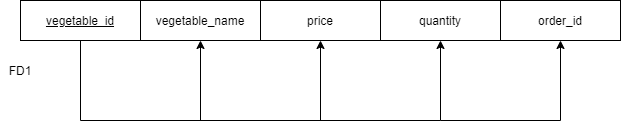 vegetable_id vegetable_name price quantity order_id
FD1